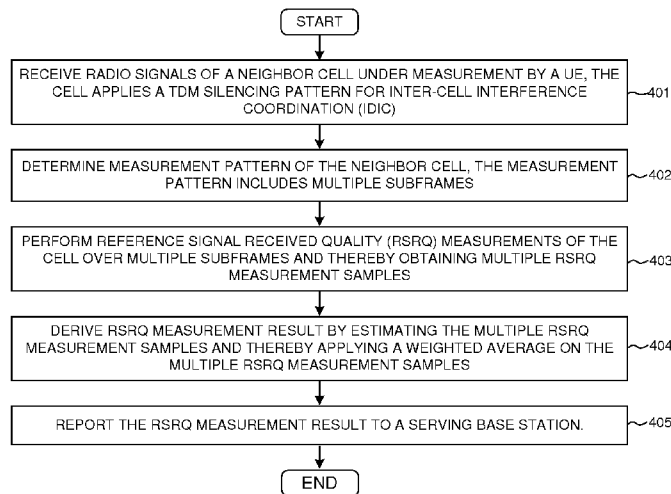 START
RECEIVE RADIO SIGNALS OF A NEIGHBOR CELL UNDER MEASUREMENT BY A UE, THE
CELL APPLIES A TDM SILENCING PATTERN FOR INTER-CELL INTERFERENCE
COORDINATION (IDIC)
401
DETERMINE MEASUREMENT PATTERN OF THE NEIGHBOR CELL, THE MEASUREMENT
PATTERN INCLUDES MULTIPLE SUBFRAMES
402
PERFORM REFERENCE SIGNAL RECEIVED QUALITY (RSRQ) MEASUREMENTS OF THE
CELL OVER MULTIPLE SUBFRAMES AND THEREBY OBTAINING MULTIPLE RSRQ
MEASUREMENT SAMPLES
403
DERIVE RSRQ MEASUREMENT RESULT BY ESTIMATING THE MULTIPLE RSRQ
MEASUREMENT SAMPLES AND THEREBY APPLYING A WEIGHTED AVERAGE ON THE
MULTIPLE RSRQ MEASUREMENT SAMPLES
404
REPORT THE RSRQ MEASUREMENT RESULT TO A SERVING BASE STATION.
405
END